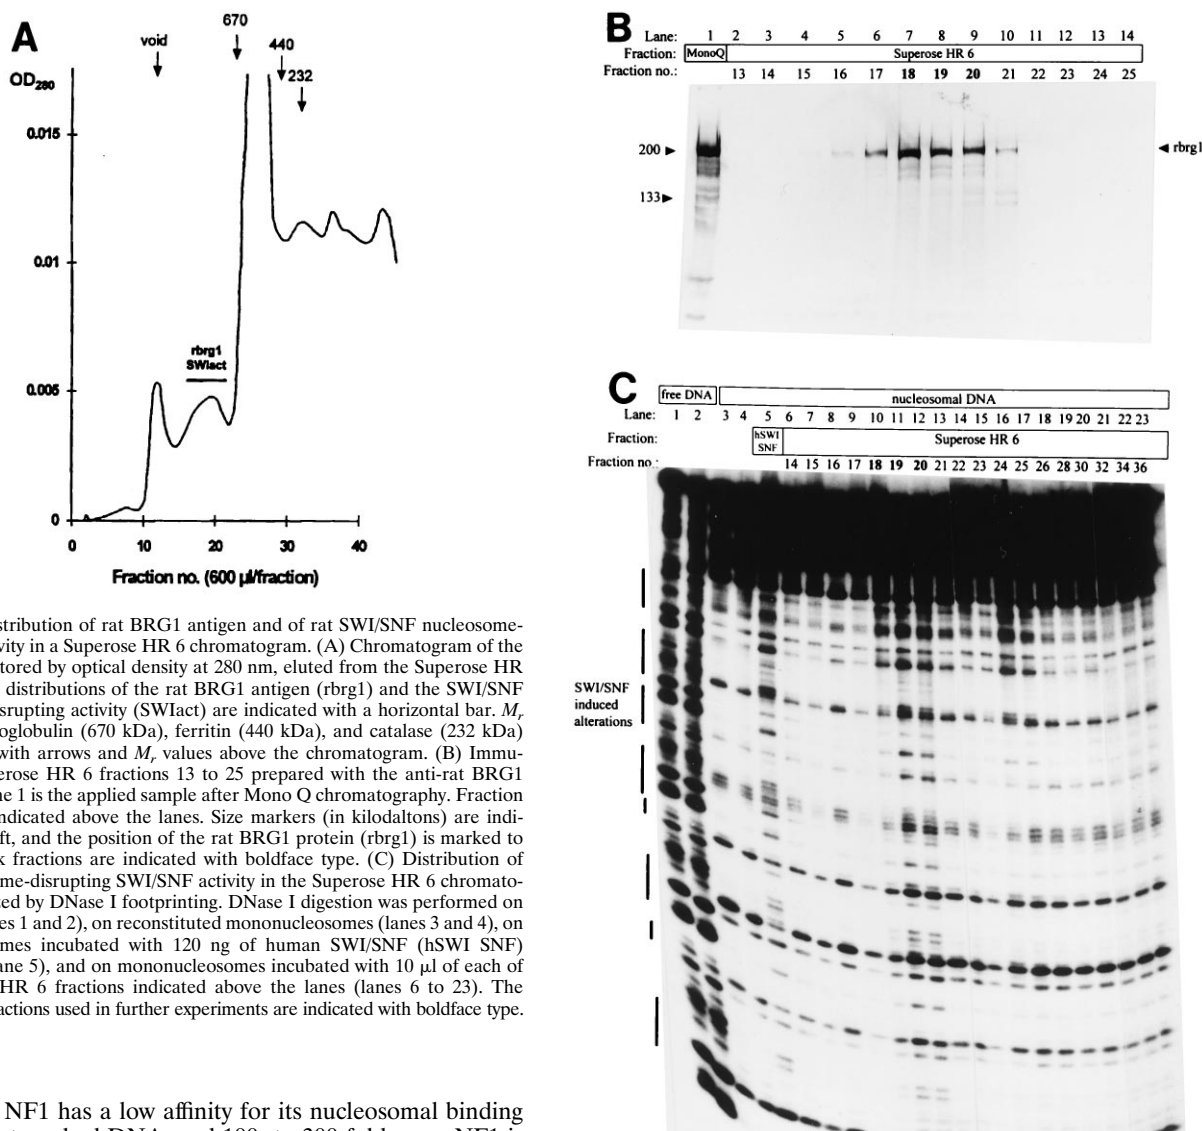 A
OD280
void
670
440
232
0.015
0.01
0.005
0
rbrg1
SWIact
0 10 20 30 40
Fraction no. (600 µl/fraction)
B
Lane: 1 2 3 4 5 6 7 8 9 10 11 12 13 14
Fraction: MonoQ Superose HR 6
Fraction no.: 13 14 15 16 17 18 19 20 21 22 23 24 25
200
133
rbrg1
C
free DNA nucleosomal DNA
Lane: 1 2 3 4 5 6 7 8 9 10 11 12 13 14 15 16 17 18 19 20 21 22 23
Fraction: hSWI SNF Superose HR 6
Fraction no.: 14 15 16 17 18 19 20 21 22 23 24 25 26 28 30 32 34 36
SWI/SNF
induced
alterations
stribution of rat BRG1 antigen and of rat SWI/SNF nucleosome-
vity in a Superose HR 6 chromatogram. (A) Chromatogram of the
tored by optical density at 280 nm, eluted from the Superose HR
distributions of the rat BRG1 antigen (rbrg1) and the SWI/SNF
srupting activity (SWIact) are indicated with a horizontal bar. Mr
oglobulin (670 kDa), ferritin (440 kDa), and catalase (232 kDa)
with arrows and Mr values above the chromatogram. (B) Immu-
erose HR 6 fractions 13 to 25 prepared with the anti-rat BRG1
ne 1 is the applied sample after Mono Q chromatography. Fraction
ndicated above the lanes. Size markers (in kilodaltons) are indi-
ft, and the position of the rat BRG1 protein (rbrg1) is marked to
k fractions are indicated with boldface type. (C) Distribution of
me-disrupting SWI/SNF activity in the Superose HR 6 chromato-
ted by DNase I footprinting. DNase I digestion was performed on
es 1 and 2), on reconstituted mononucleosomes (lanes 3 and 4), on
mes incubated with 120 ng of human SWI/SNF (hSWI SNF)
ane 5), and on mononucleosomes incubated with 10 µl of each of
HR 6 fractions indicated above the lanes (lanes 6 to 23). The
actions used in further experiments are indicated with boldface type.
NF1 has a low affinity for its nucleosomal binding